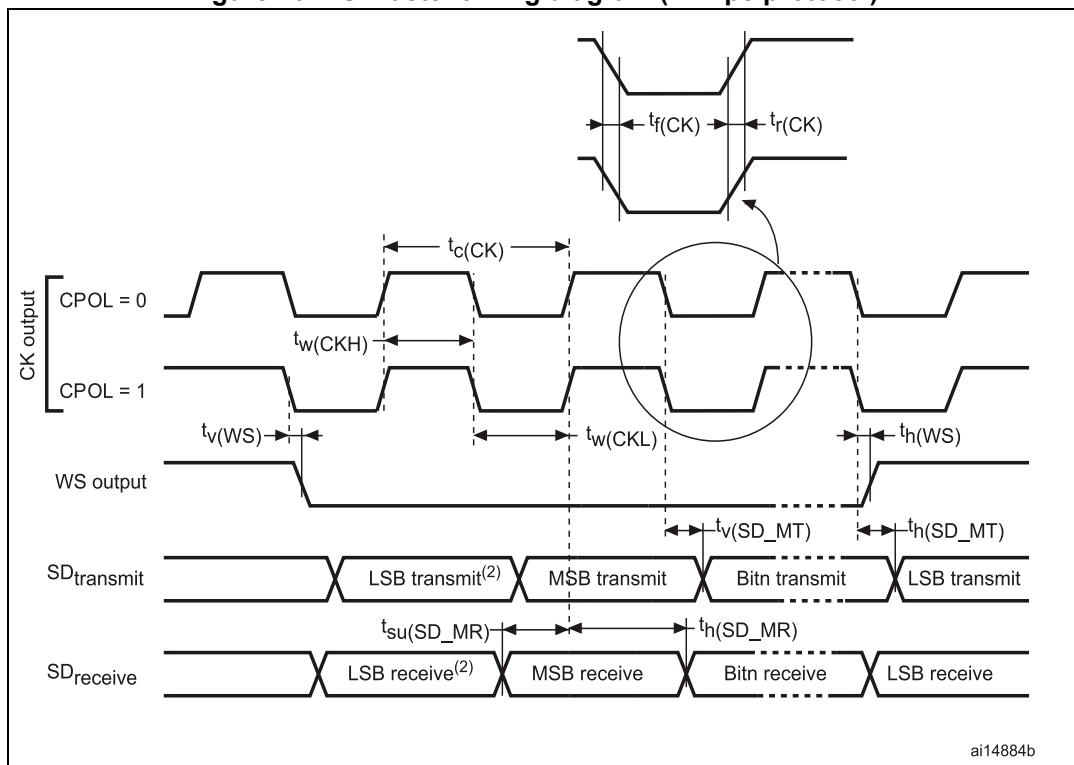 tf(CK)
tr(CK)
tc(CK)
CK output
CPOL = 0
tw(CKH)
CPOL = 1
tv(WS)
tw(CKL)
th(WS)
WS output
tv(SD_MT)
th(SD_MT)
SDtransmit
LSB transmit(2)
MSB transmit
Bitn transmit
LSB transmit
tsu(SD_MR)
th(SD_MR)
SDreceive
LSB receive(2)
MSB receive
Bitn receive
LSB receive
ai14884b